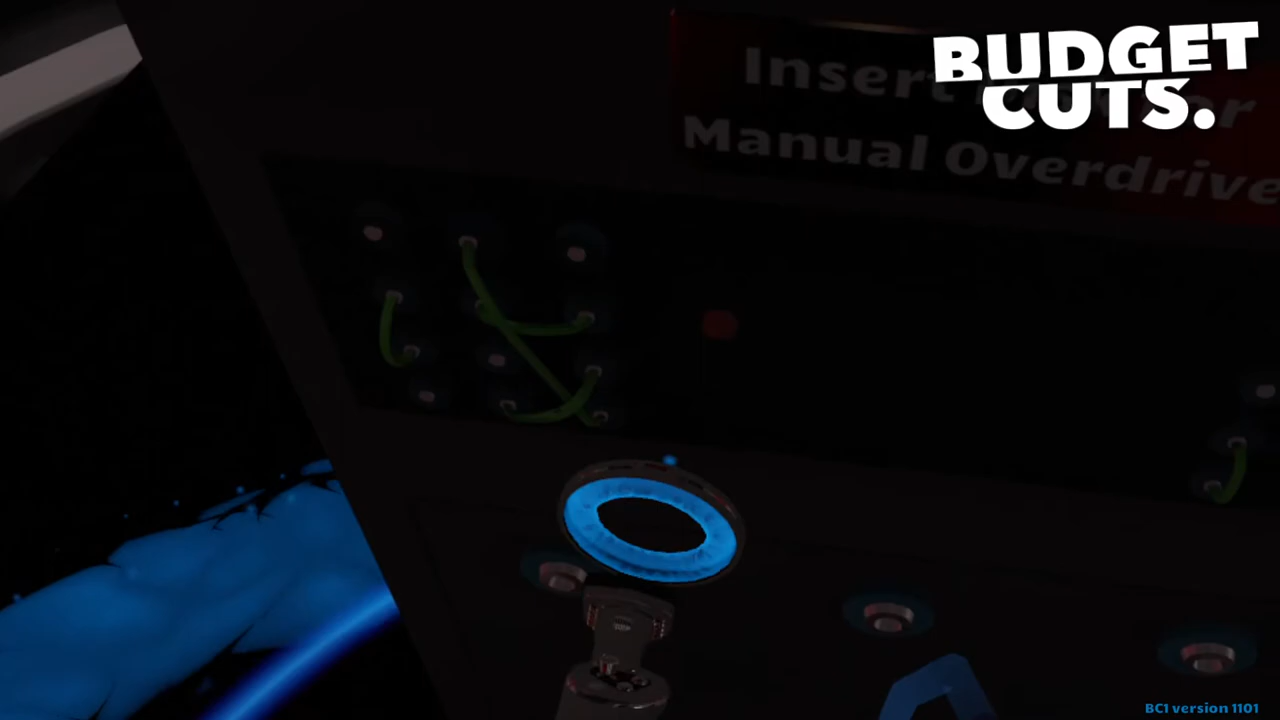 BUDGET
CUTS.
Insert
Manual Overdrive
BC1 version 1101